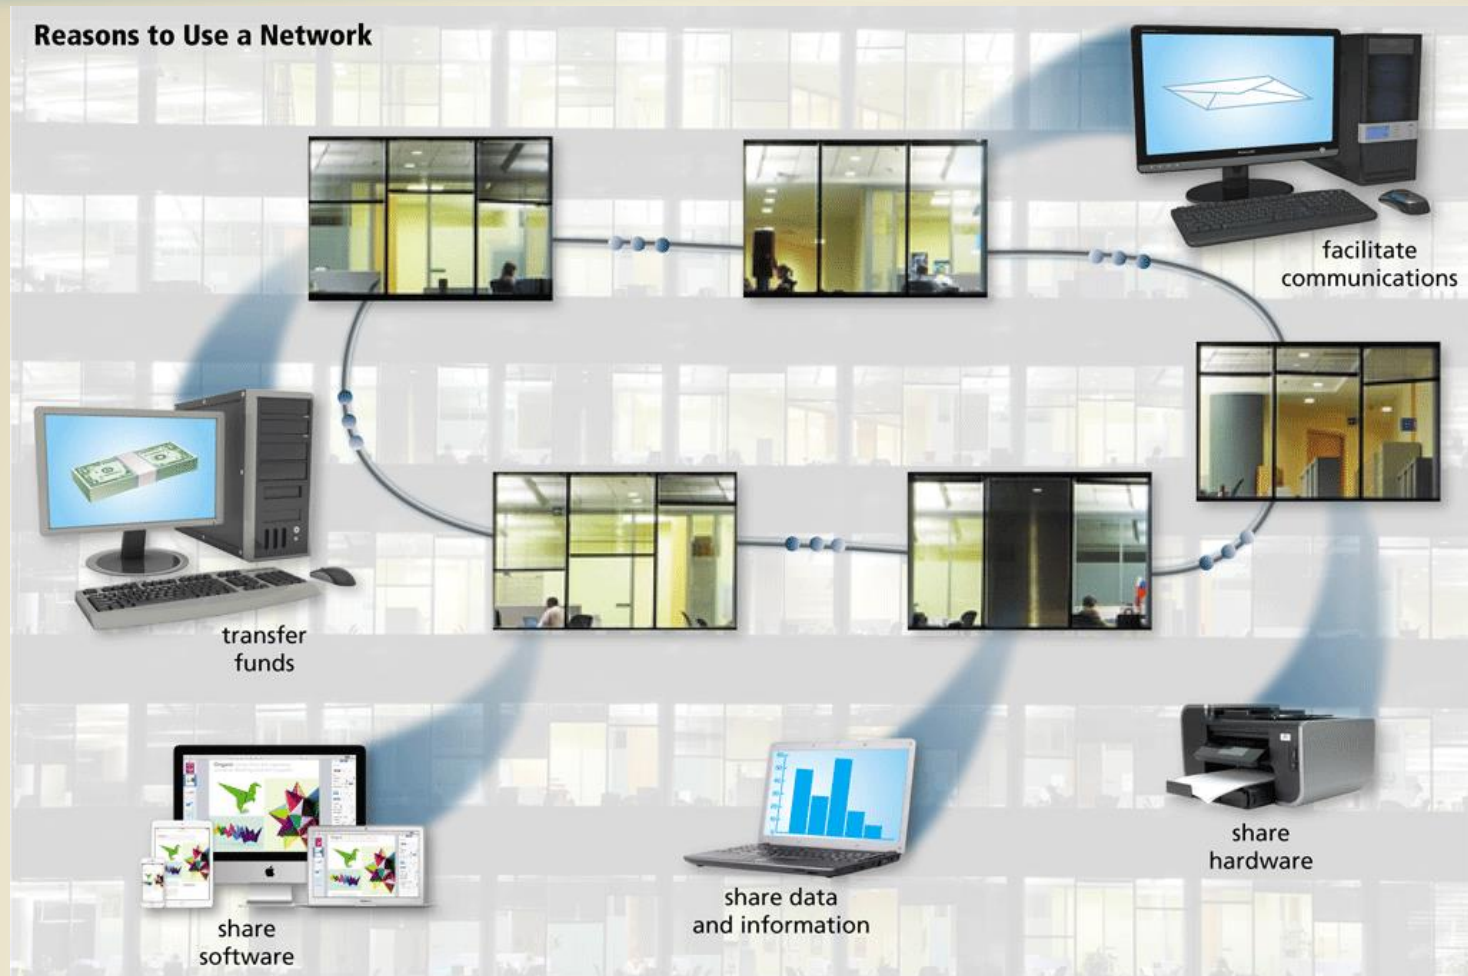 Reasons to Use a Network
facilitate
communications
transfer
funds
share
hardware
share data
and information
share
software